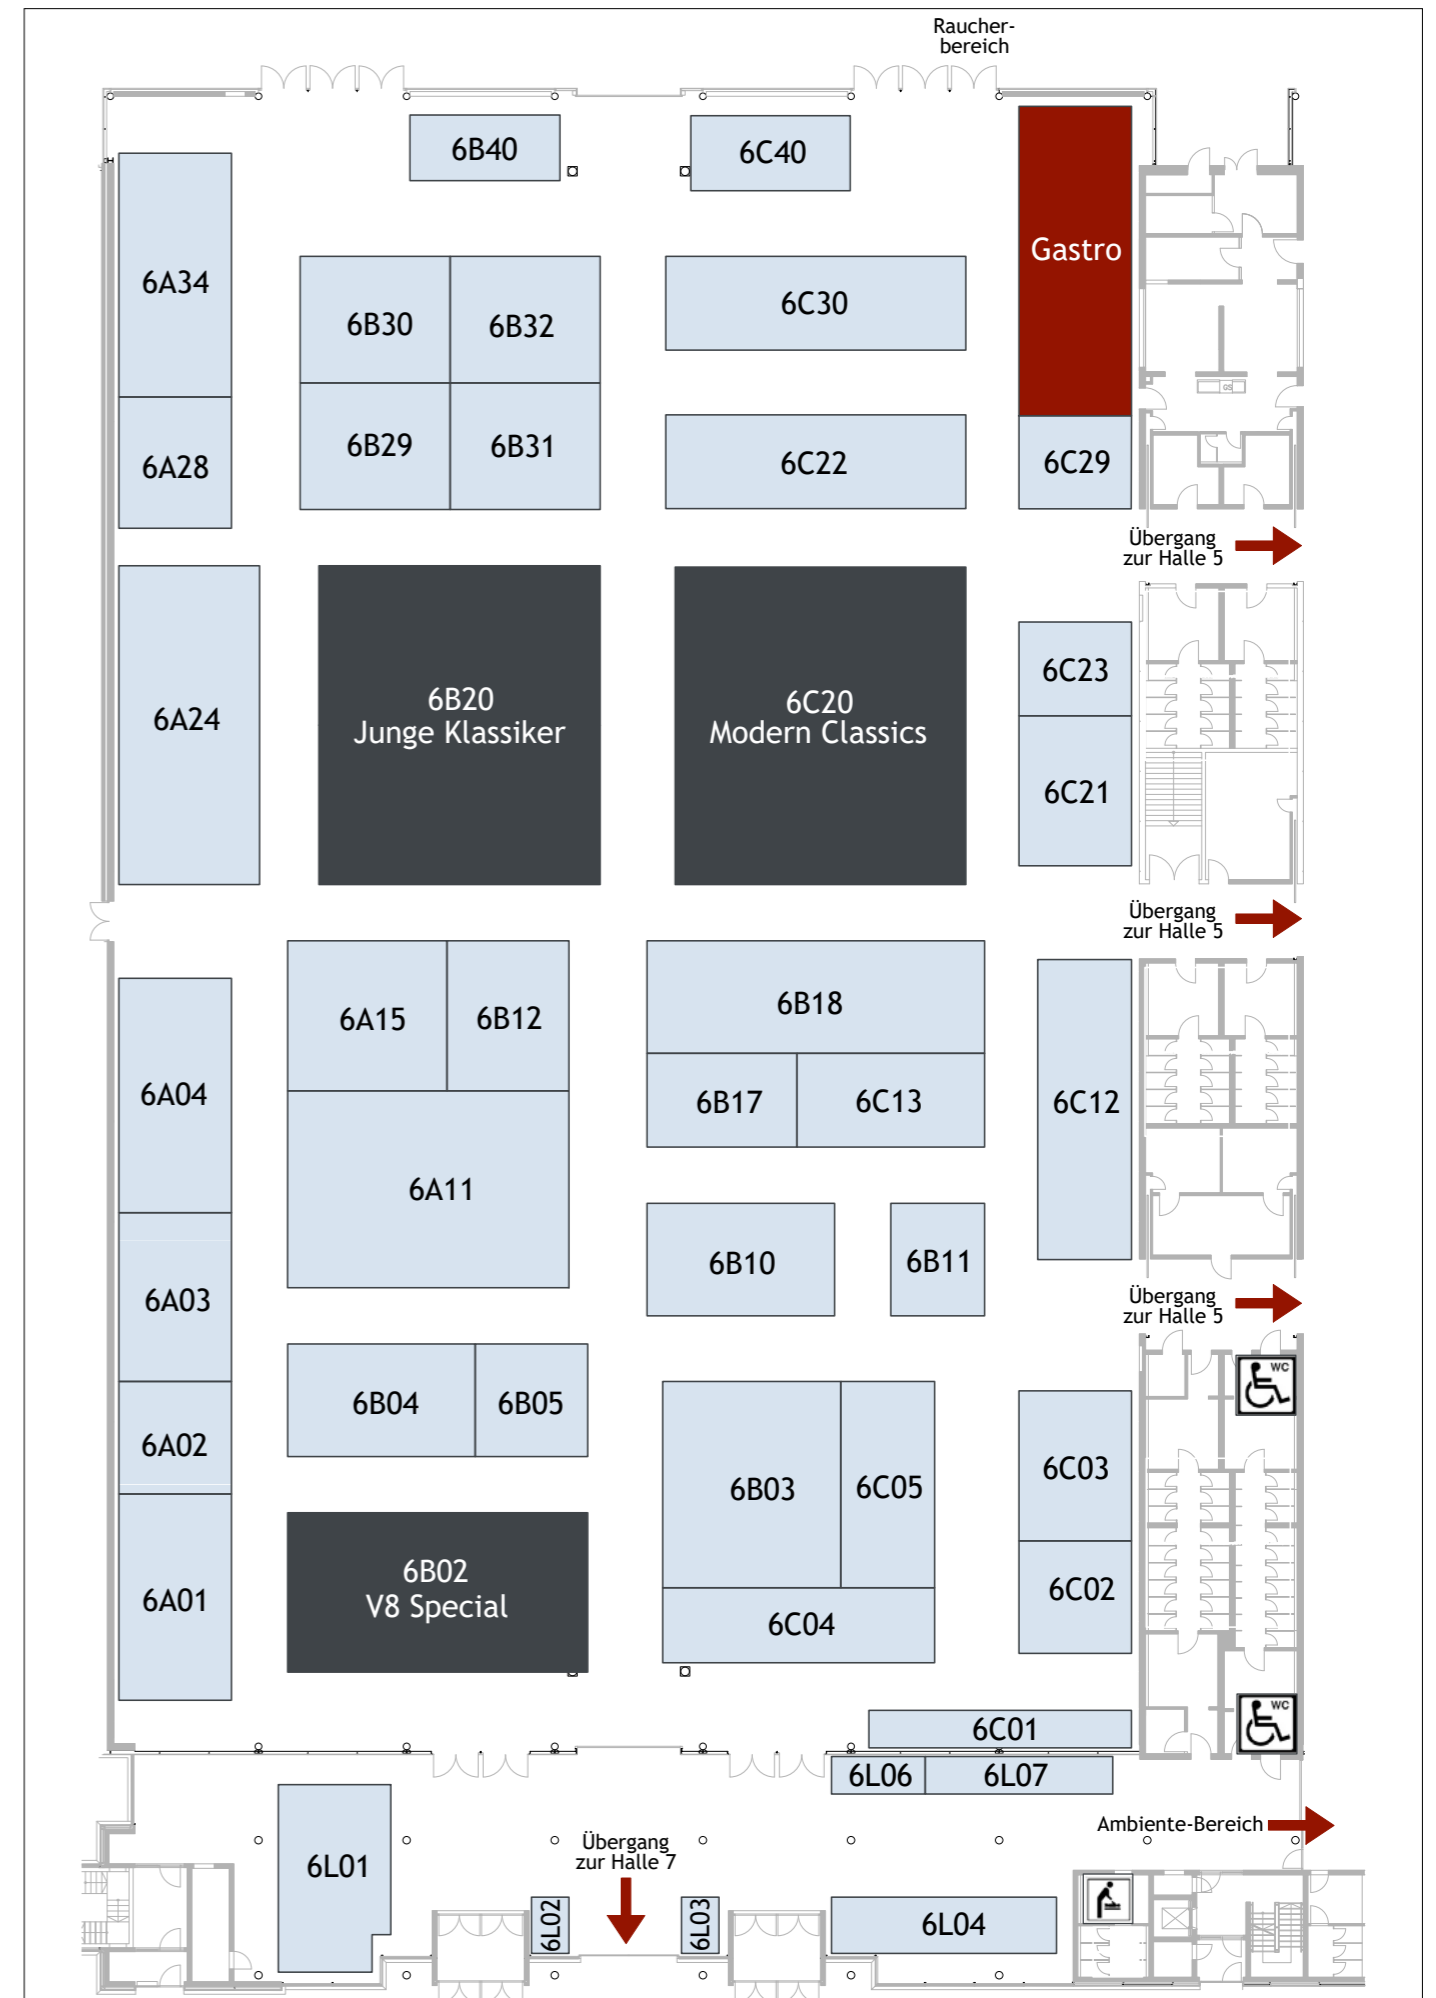 Raucher-
bereich
6B40
6C40
6A34
Gastro
6B30
6B32
6C30
6A28
6B29
6B31
6C22
6C29
GS
Übergang
zur Halle 5
6A24
6B20
Junge Klassiker
6C20
Modern Classics
6C23
6C21
Übergang
zur Halle 5
6A15
6B12
6B18
6A04
6B17
6C13
6C12
6A11
6B10
6B11
6A03
Übergang
zur Halle 5
WC
6B04
6B05
6A02
6B03
6C05
6C03
6A01
6B02
V8 Special
6C04
6C02
WC
6C01
6L06
6L07
Ambiente-Bereich
6L01
Übergang
zur Halle 7
6L02
6L03
6L04